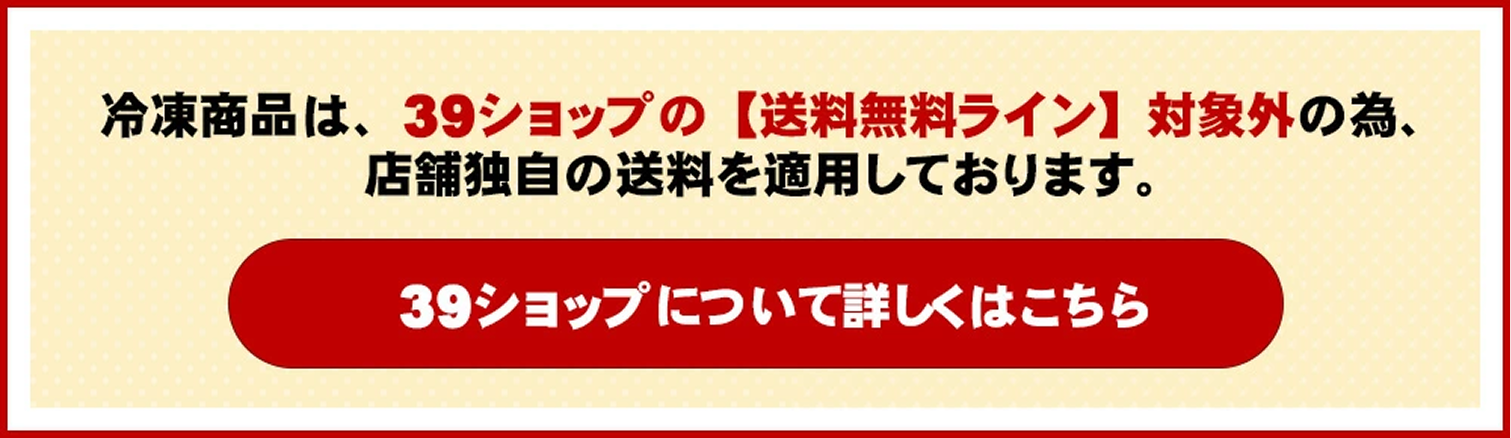 冷凍商品は、39ショップの【送料無料ライン】対象外の為、
店舗独自の送料を適用しております。
39ショップについて詳しくはこちら